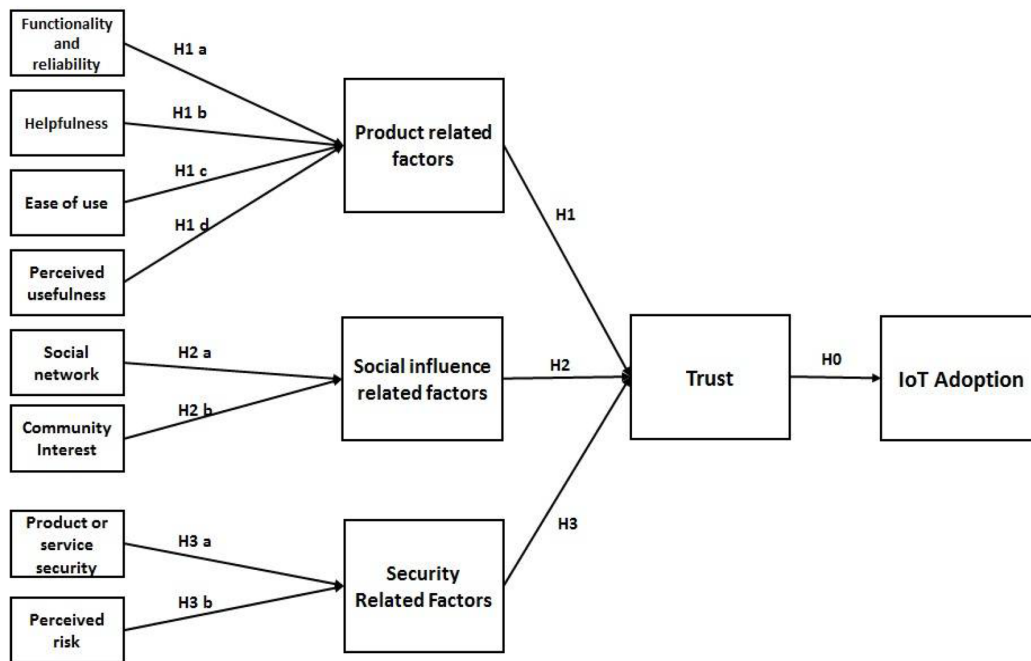 Functionality
and
reliability
H1 a
Helpfulness
H1 b
Ease of use
H1 c
Perceived
usefulness
H1 d
Product related
factors
H1
Social
network
H2 a
Community
Interest
H2 b
Social influence
related factors
H2
Product or
service
security
H3 a
Perceived
risk
H3 b
Security
Related Factors
H3
Trust
H0
IoT Adoption